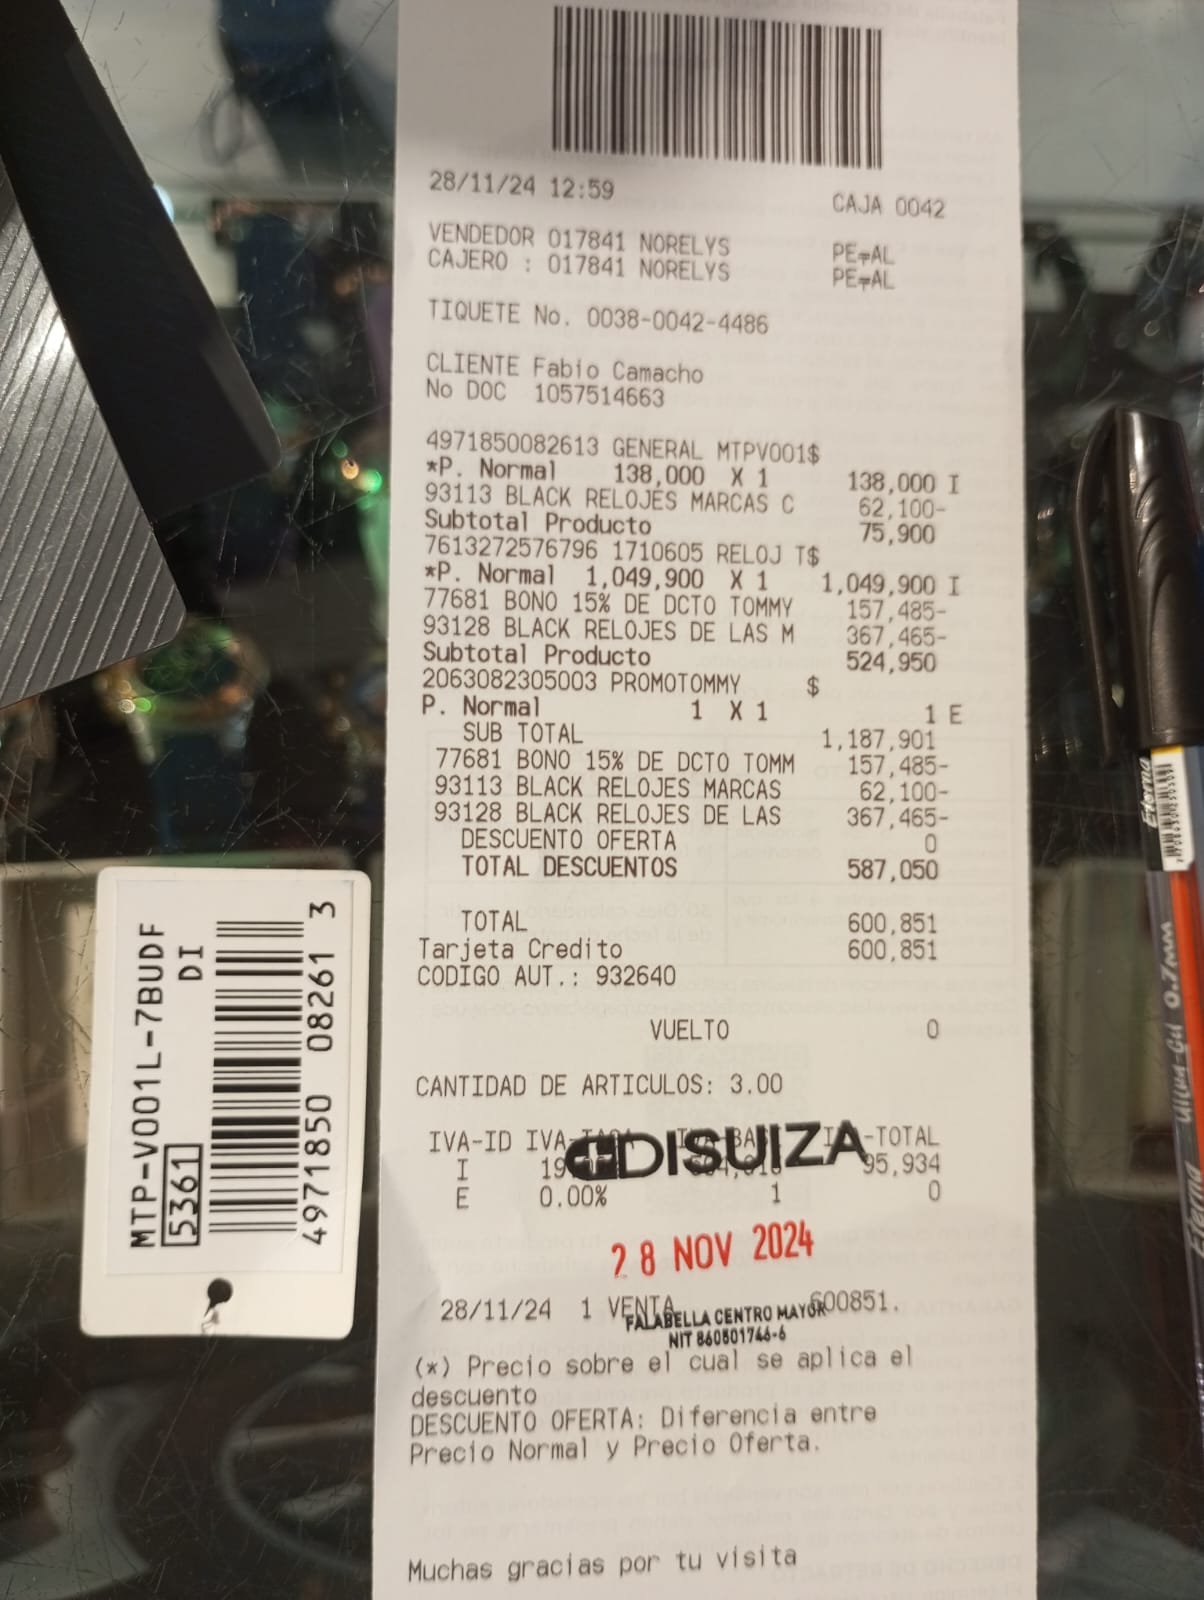 28/11/24 12:59 CAJA 0042
VENDEDOR 017841 NORELYS
CAJERO : 017841 NORELYS
TIQUETE No. 0038-0042-4486
CLIENTE Fabio Camacho
No DOC 1057514663
4971850082613 GENERAL MTPV001$
*P. Normal 138,000 X 1 138,000 I
93113 BLACK RELOJES MARCAS C 62,100-
Subtotal Producto 75,900
7613272576796 1710605 RELOJ T$
*P. Normal 1,049,900 X 1 1,049,900 I
77681 BONO 15% DE DCTO TOMMY 157,485-
93128 BLACK RELOJES DE LAS M 367,465-
Subtotal Producto 524,950
2063082305003 PROMOTOMMY $
P. Normal 1 X 1 1 E
SUB TOTAL 1,187,901
77681 BONO 15% DE DCTO TOMM 157,485-
93113 BLACK RELOJES MARCAS 62,100-
93128 BLACK RELOJES DE LAS 367,465-
DESCUENTO OFERTA 0
TOTAL DESCUENTOS 587,050
TOTAL 600,851
Tarjeta Credito 600,851
CODIGO AUT.: 932640
VUELTO 0
CANTIDAD DE ARTICULOS: 3.00
IVA-ID -TOTAL
DISUIZA
I 95,934
E 0.00% 1 0
28 NOV 2024
28/11/24 1 VENTA 600851.
FALABELLA CENTRO MAYOR
NIT 860501746-6
(*) Precio sobre el cual se aplica el
descuento
DESCUENTO OFERTA: Diferencia entre
Precio Normal y Precio Oferta.
Muchas gracias por tu visita
MTP-V001L-7BUDF
DI
5361
4971850 08261 3
Eterna
0.7mm
Eterna